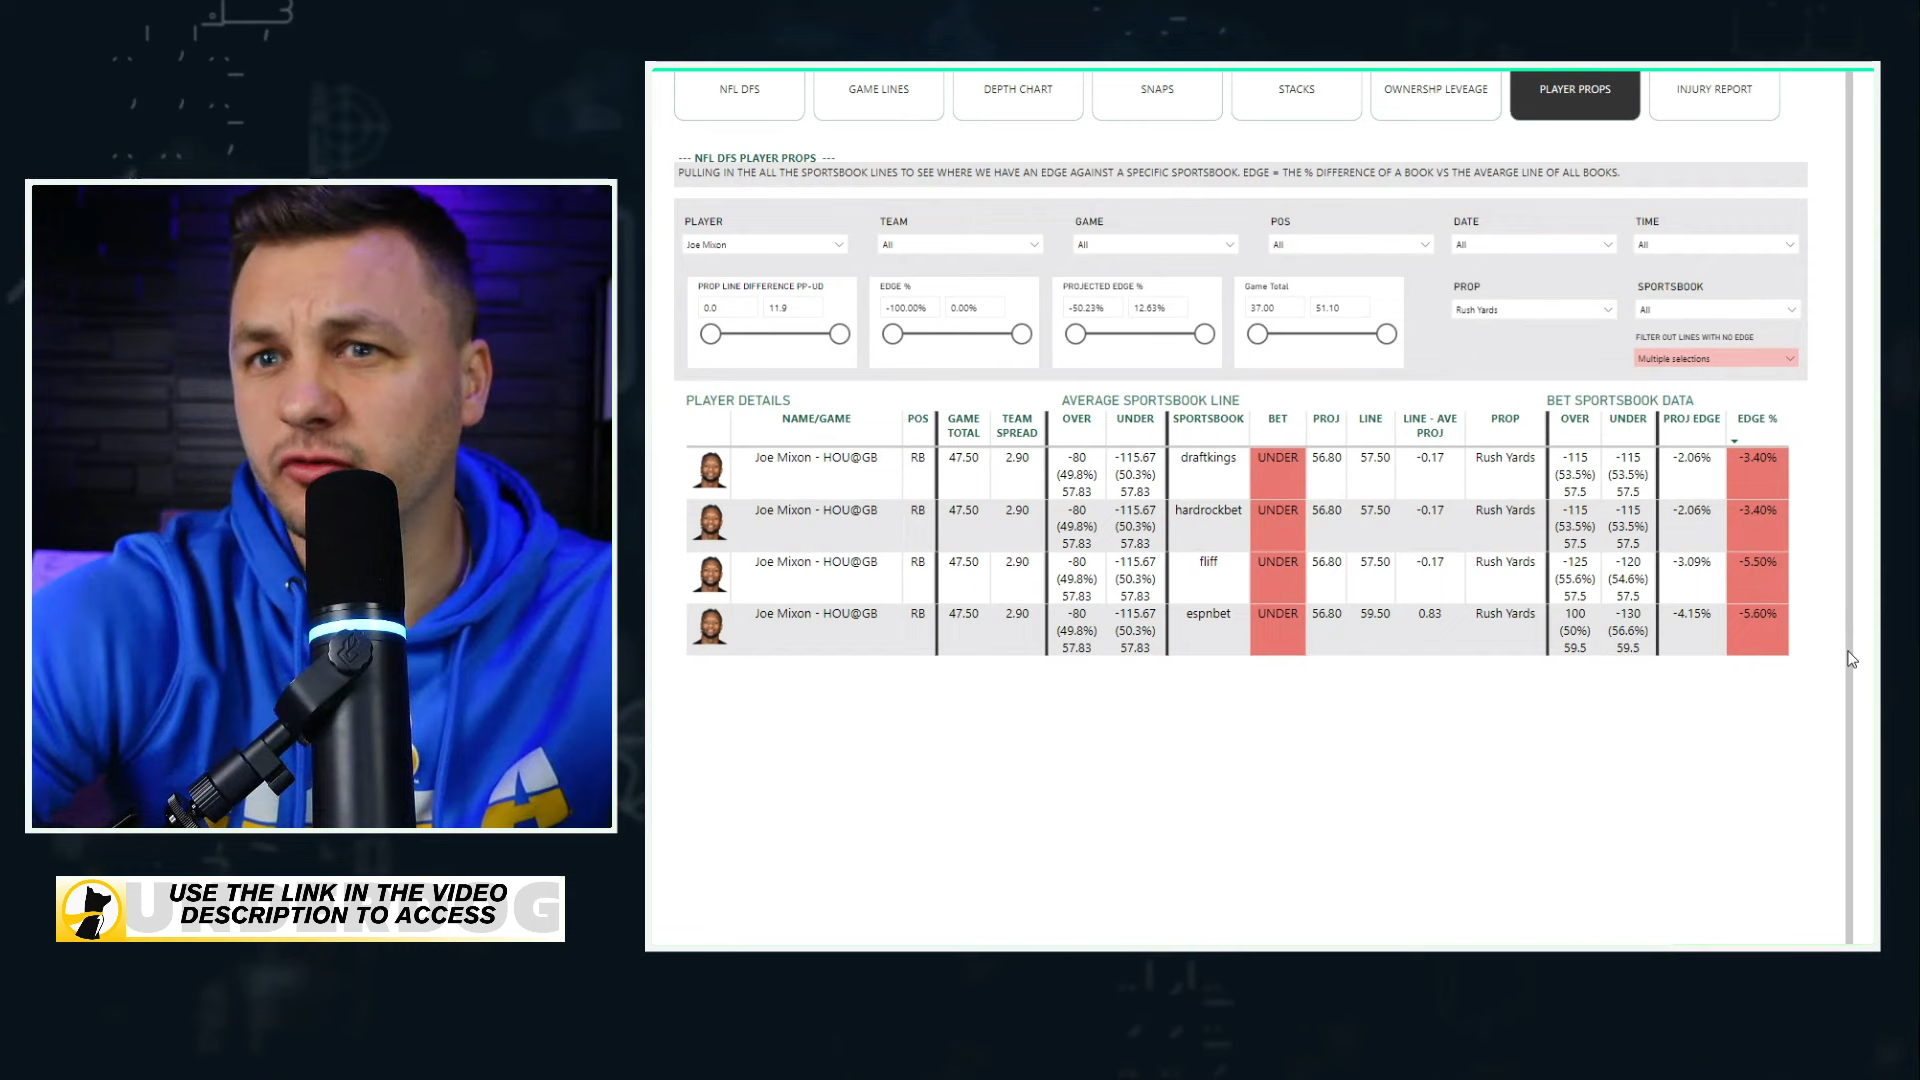 NFL DFS
GAME LINES
DEPTH CHART
SNAPS
STACKS
OWNERSHP LEVEAGE
PLAYER PROPS
INJURY REPORT
--- NFL DFS PLAYER PROPS ---
PULLING IN THE ALL THE SPORTSBOOK LINES TO SEE WHERE WE HAVE AN EDGE AGAINST A SPECIFIC SPORTSBOOK. EDGE = THE % DIFFERENCE OF A BOOK VS THE AVEARGE LINE OF ALL BOOKS.
PLAYER TEAM GAME POS DATE TIME
Joe Mixon All All All All All
PROP LINE DIFFERENCE PP-UD EDGE % PROJECTED EDGE % Game Total PROP SPORTSBOOK
0.0 11.9 -100.00% 0.00% -50.23% 12.63% 37.00 51.10 Rush Yards All
FILTER OUT LINES WITH NO EDGE
Multiple selections
PLAYER DETAILS AVERAGE SPORTSBOOK LINE BET SPORTSBOOK DATA
NAME/GAME POS GAME TEAM OVER UNDER SPORTSBOOK BET PROJ LINE LINE - AVE PROP OVER UNDER PROJ EDGE EDGE %
TOTAL SPREAD PROJ
Joe Mixon - HOU@GB RB 47.50 2.90 -80 -115.67 draftkings UNDER 56.80 57.50 -0.17 Rush Yards -115 -115 -2.06% -3.40%
(49.8%) (50.3%) (53.5%) (53.5%)
57.83 57.83 57.5 57.5
Joe Mixon - HOU@GB RB 47.50 2.90 -80 -115.67 hardrockbet UNDER 56.80 57.50 -0.17 Rush Yards -115 -115 -2.06% -3.40%
(49.8%) (50.3%) (53.5%) (53.5%)
57.83 57.83 57.5 57.5
Joe Mixon - HOU@GB RB 47.50 2.90 -80 -115.67 fliff UNDER 56.80 57.50 -0.17 Rush Yards -125 -120 -3.09% -5.50%
(49.8%) (50.3%) (55.6%) (54.6%)
57.83 57.83 57.5 57.5
Joe Mixon - HOU@GB RB 47.50 2.90 -80 -115.67 espnbet UNDER 56.80 59.50 0.83 Rush Yards 100 -130 -4.15% -5.60%
(49.8%) (50.3%) (50%) (56.6%)
57.83 57.83 59.5 59.5
USE THE LINK IN THE VIDEO
DESCRIPTION TO ACCESS
UNDERDOG